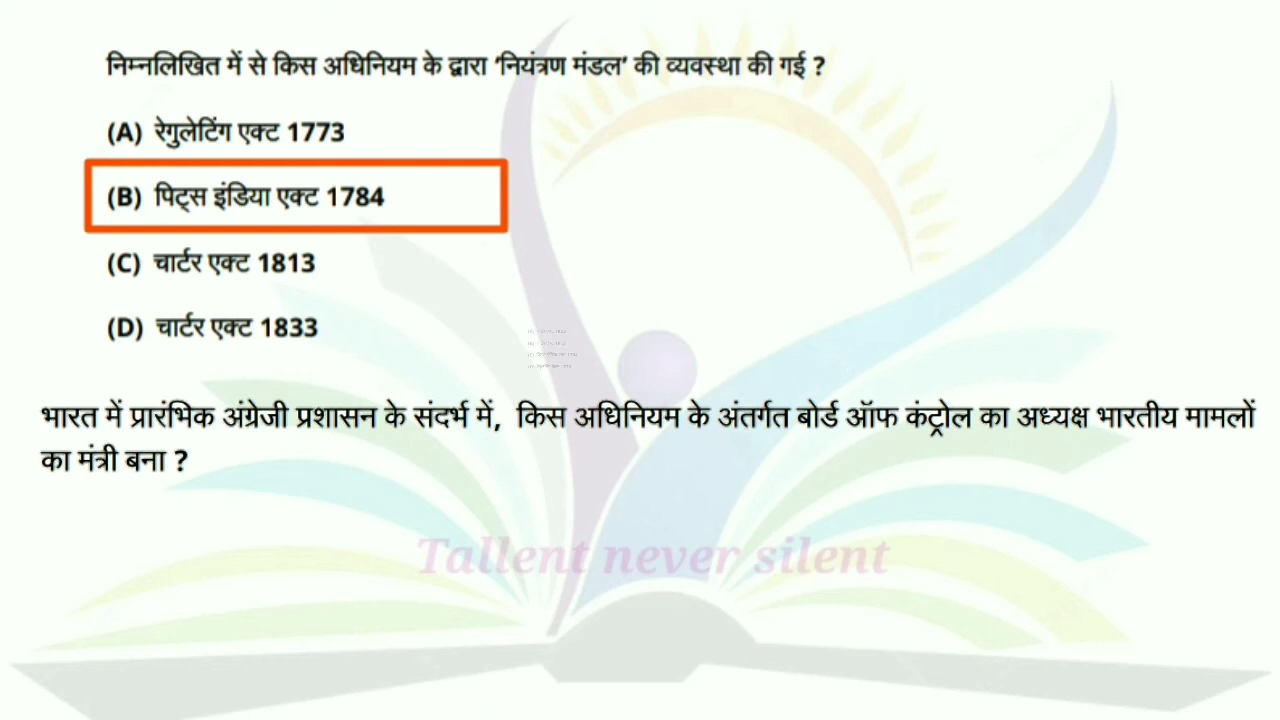 निम्नलिखित में से किस अधिनियम के द्वारा ‘नियंत्रण मंडल’ की व्यवस्था की गई ?
(A) रेगुलेटिंग एक्ट 1773
(B) पिट्स इंडिया एक्ट 1784
(C) चार्टर एक्ट 1813
(D) चार्टर एक्ट 1833
भारत में प्रारंभिक अंग्रेजी प्रशासन के संदर्भ में, किस अधिनियम के अंतर्गत बोर्ड ऑफ कंट्रोल का अध्यक्ष भारतीय मामलों
का मंत्री बना ?
Tallent never silent